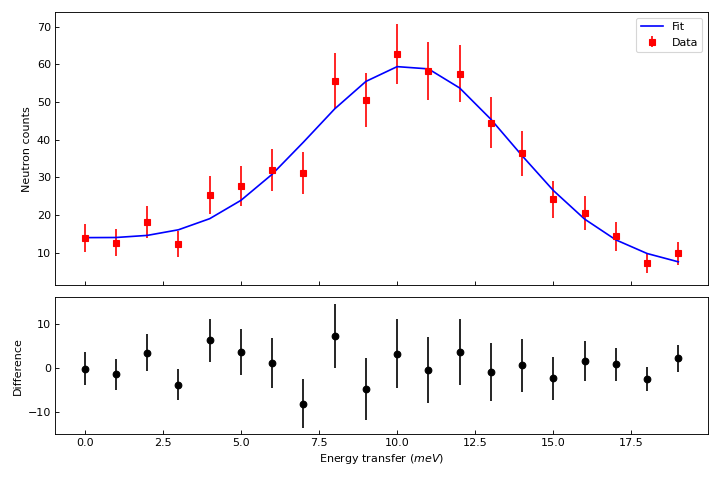 70
60
50
40
30
20
10
Neutron counts
Fit
Data
10
0
−10
Difference
0.0 2.5 5.0 7.5 10.0 12.5 15.0 17.5
Energy transfer (meV)